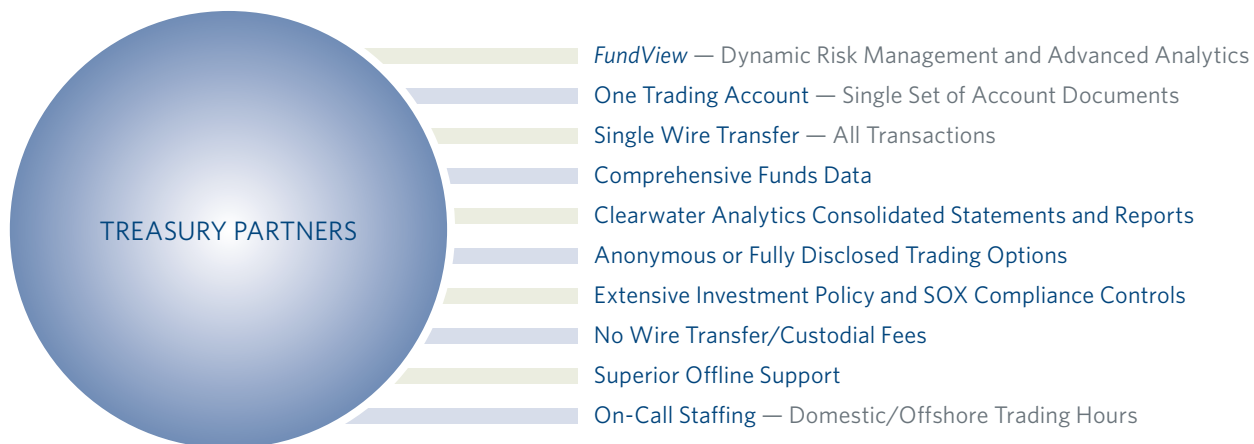 TREASURY PARTNERS
FundView — Dynamic Risk Management and Advanced Analytics
One Trading Account — Single Set of Account Documents
Single Wire Transfer — All Transactions
Comprehensive Funds Data
Clearwater Analytics Consolidated Statements and Reports
Anonymous or Fully Disclosed Trading Options
Extensive Investment Policy and SOX Compliance Controls
No Wire Transfer/Custodial Fees
Superior Offline Support
On-Call Staffing — Domestic/Offshore Trading Hours